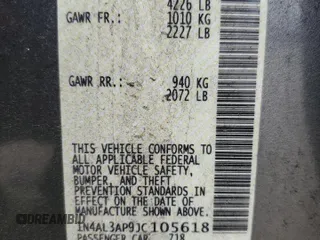 4226 LB
GAWR FR: 1010 KG
2227 LB
GAWR RR: 940 KG
2072 LB
THIS VEHICLE CONFORMS TO
ALL APPLICABLE FEDERAL
MOTOR VEHICLE SAFETY,
BUMPER, AND THEFT
PREVENTION STANDARDS IN
EFFECT ON THE DATE OF
MANUFACTURE SHOWN ABOVE.
1N4AL3AP9JC105618
PASSENGER CAR 718
DREAMBID